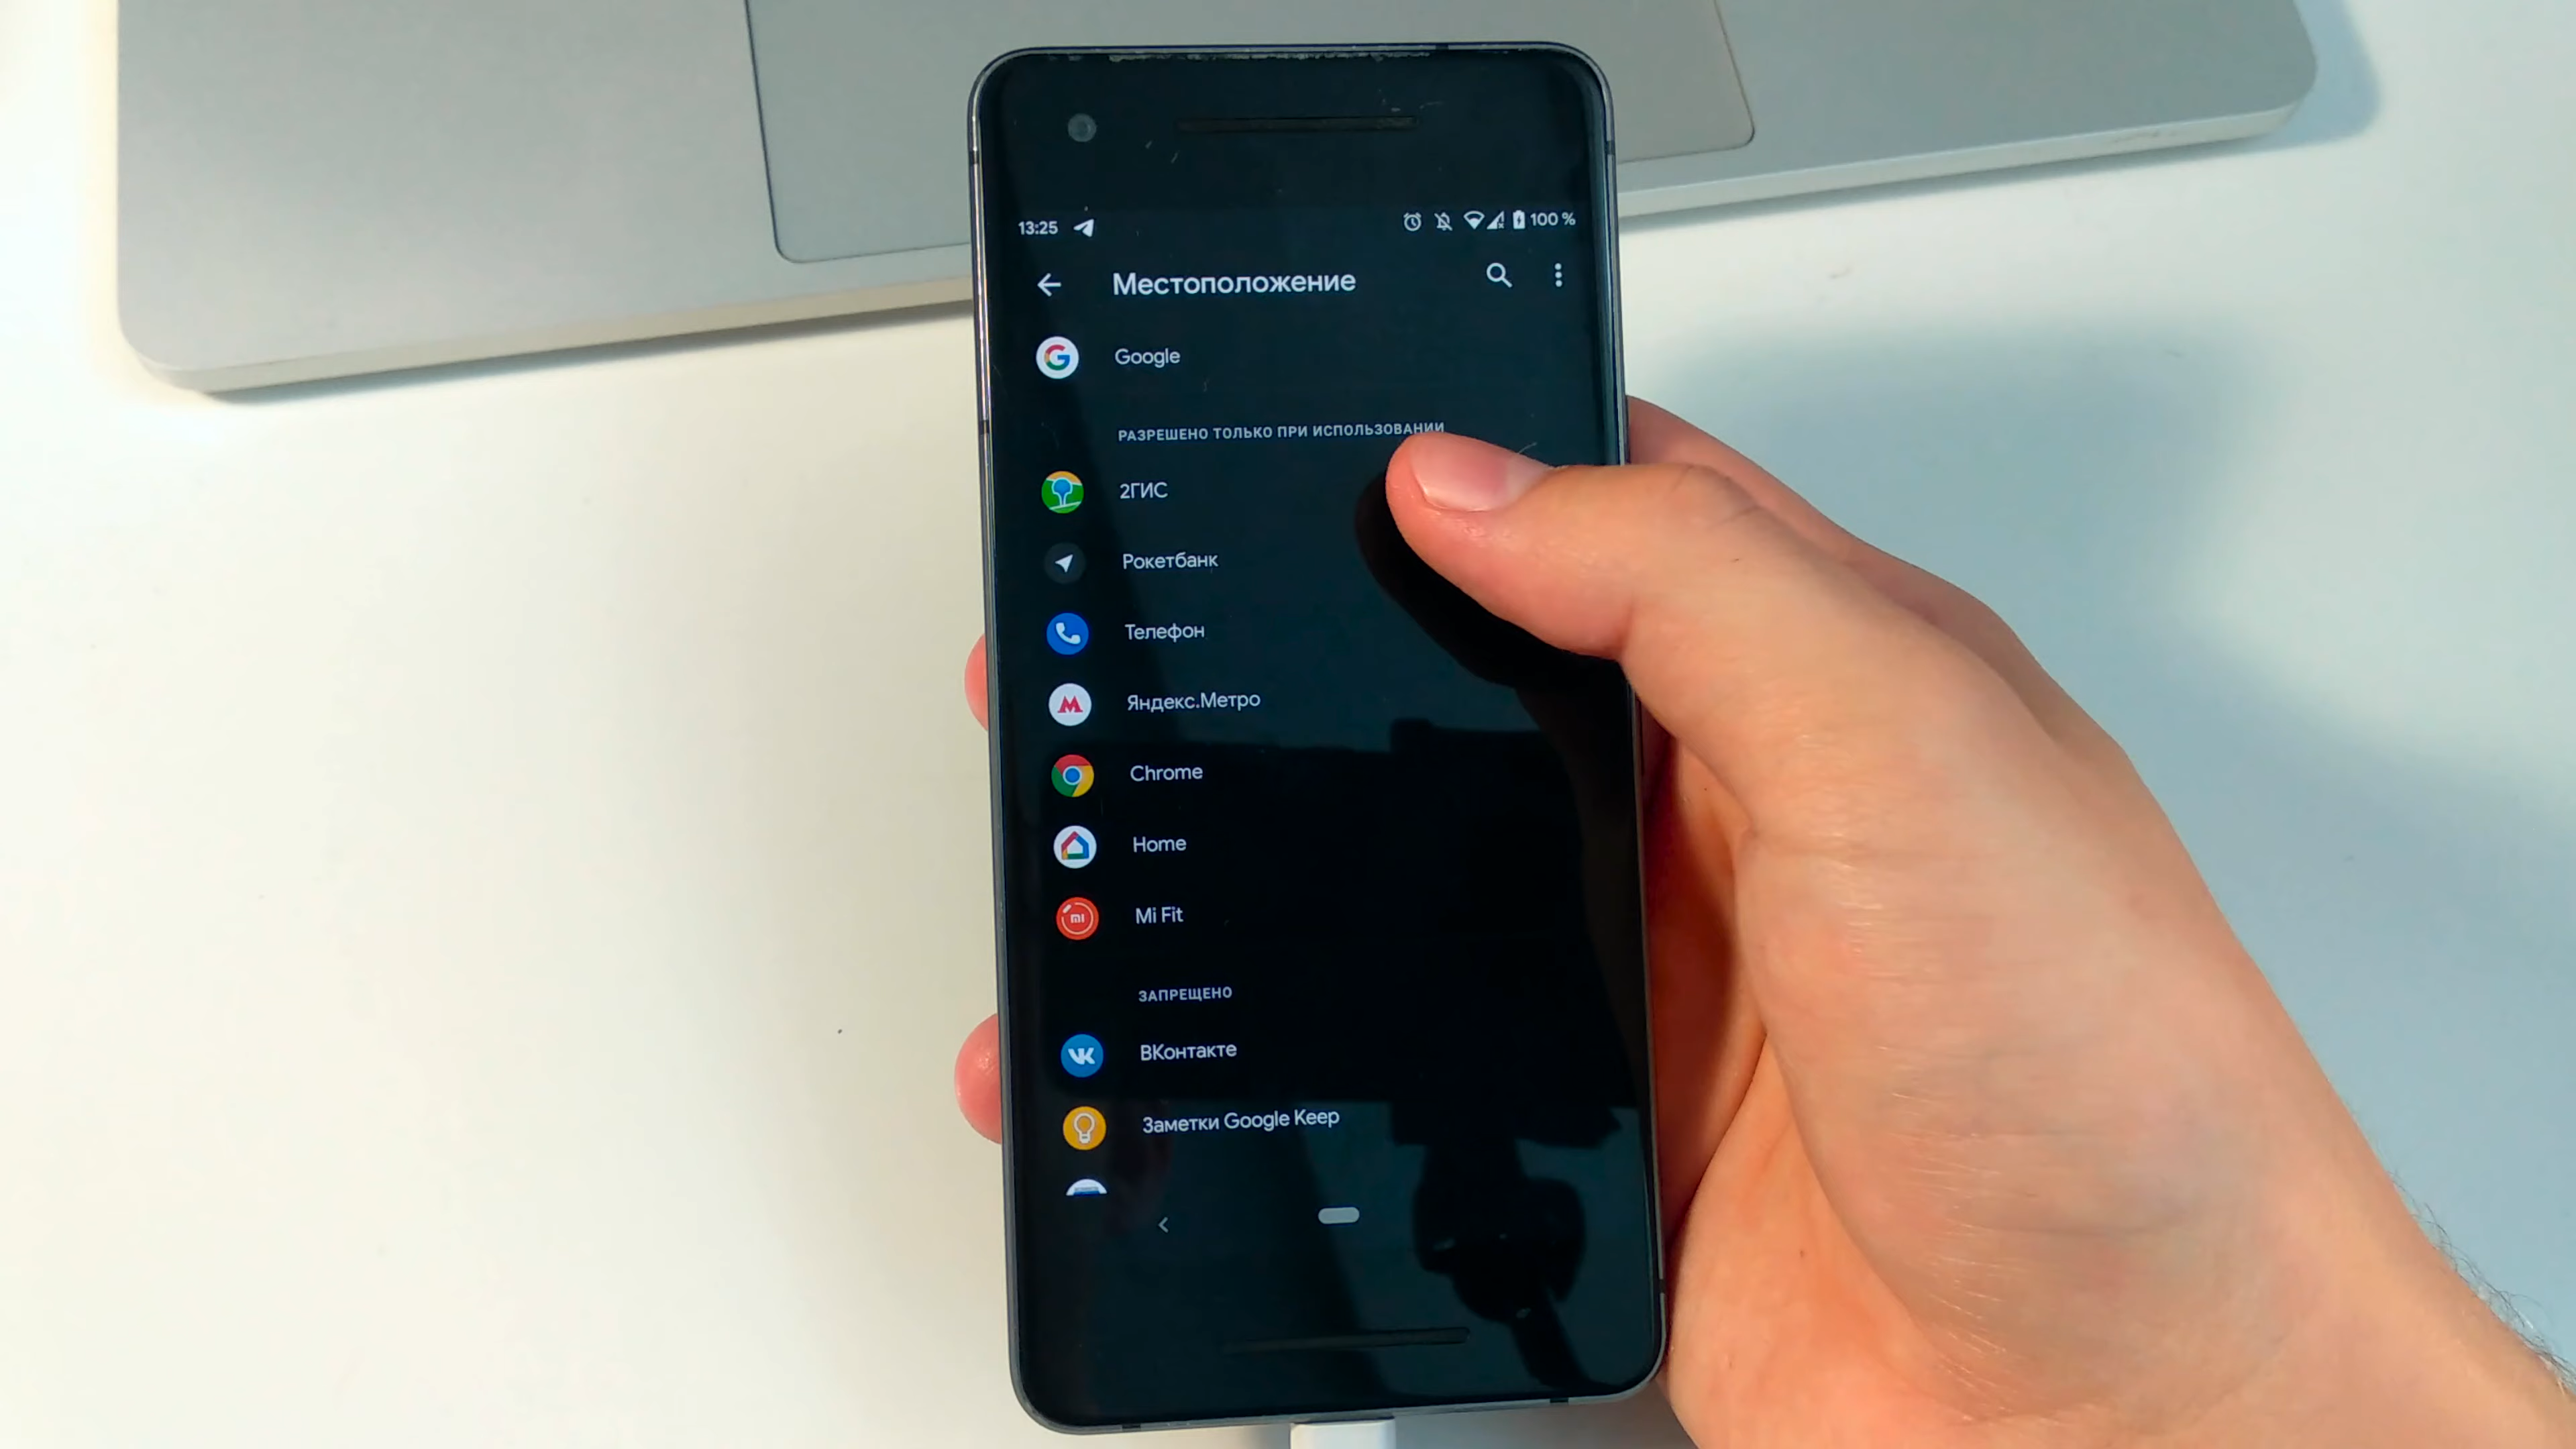 13:25 100 %
Местоположение
Google
РАЗРЕШЕНО ТОЛЬКО ПРИ ИСПОЛЬЗОВАНИИ
2ГИС
Рокетбанк
Телефон
Яндекс.Метро
Chrome
Home
Mi Fit
ЗАПРЕЩЕНО
ВКонтакте
Заметки Google Keep